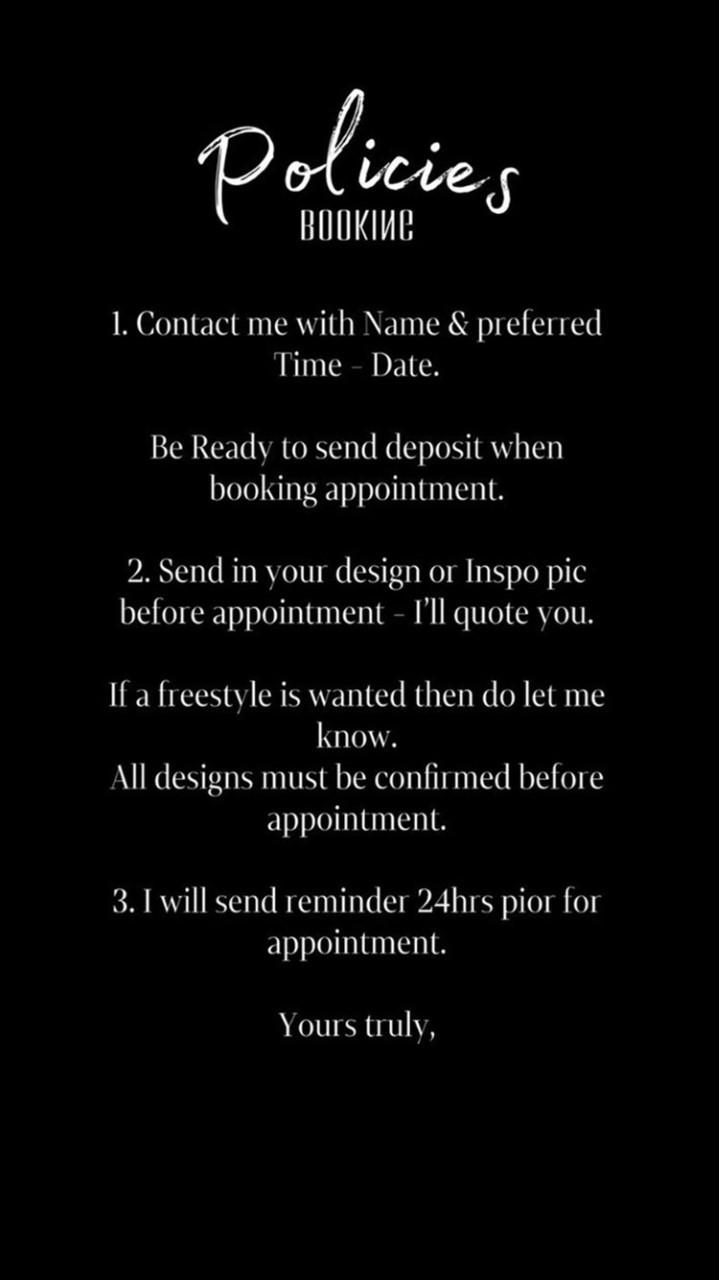 Policies
BOOKING
1. Contact me with Name & preferred
Time - Date.
Be Ready to send deposit when
booking appointment.
2. Send in your design or Inspo pic
before appointment - I'll quote you.
If a freestyle is wanted then do let me
know.
All designs must be confirmed before
appointment.
3. I will send reminder 24hrs pior for
appointment.
Yours truly,